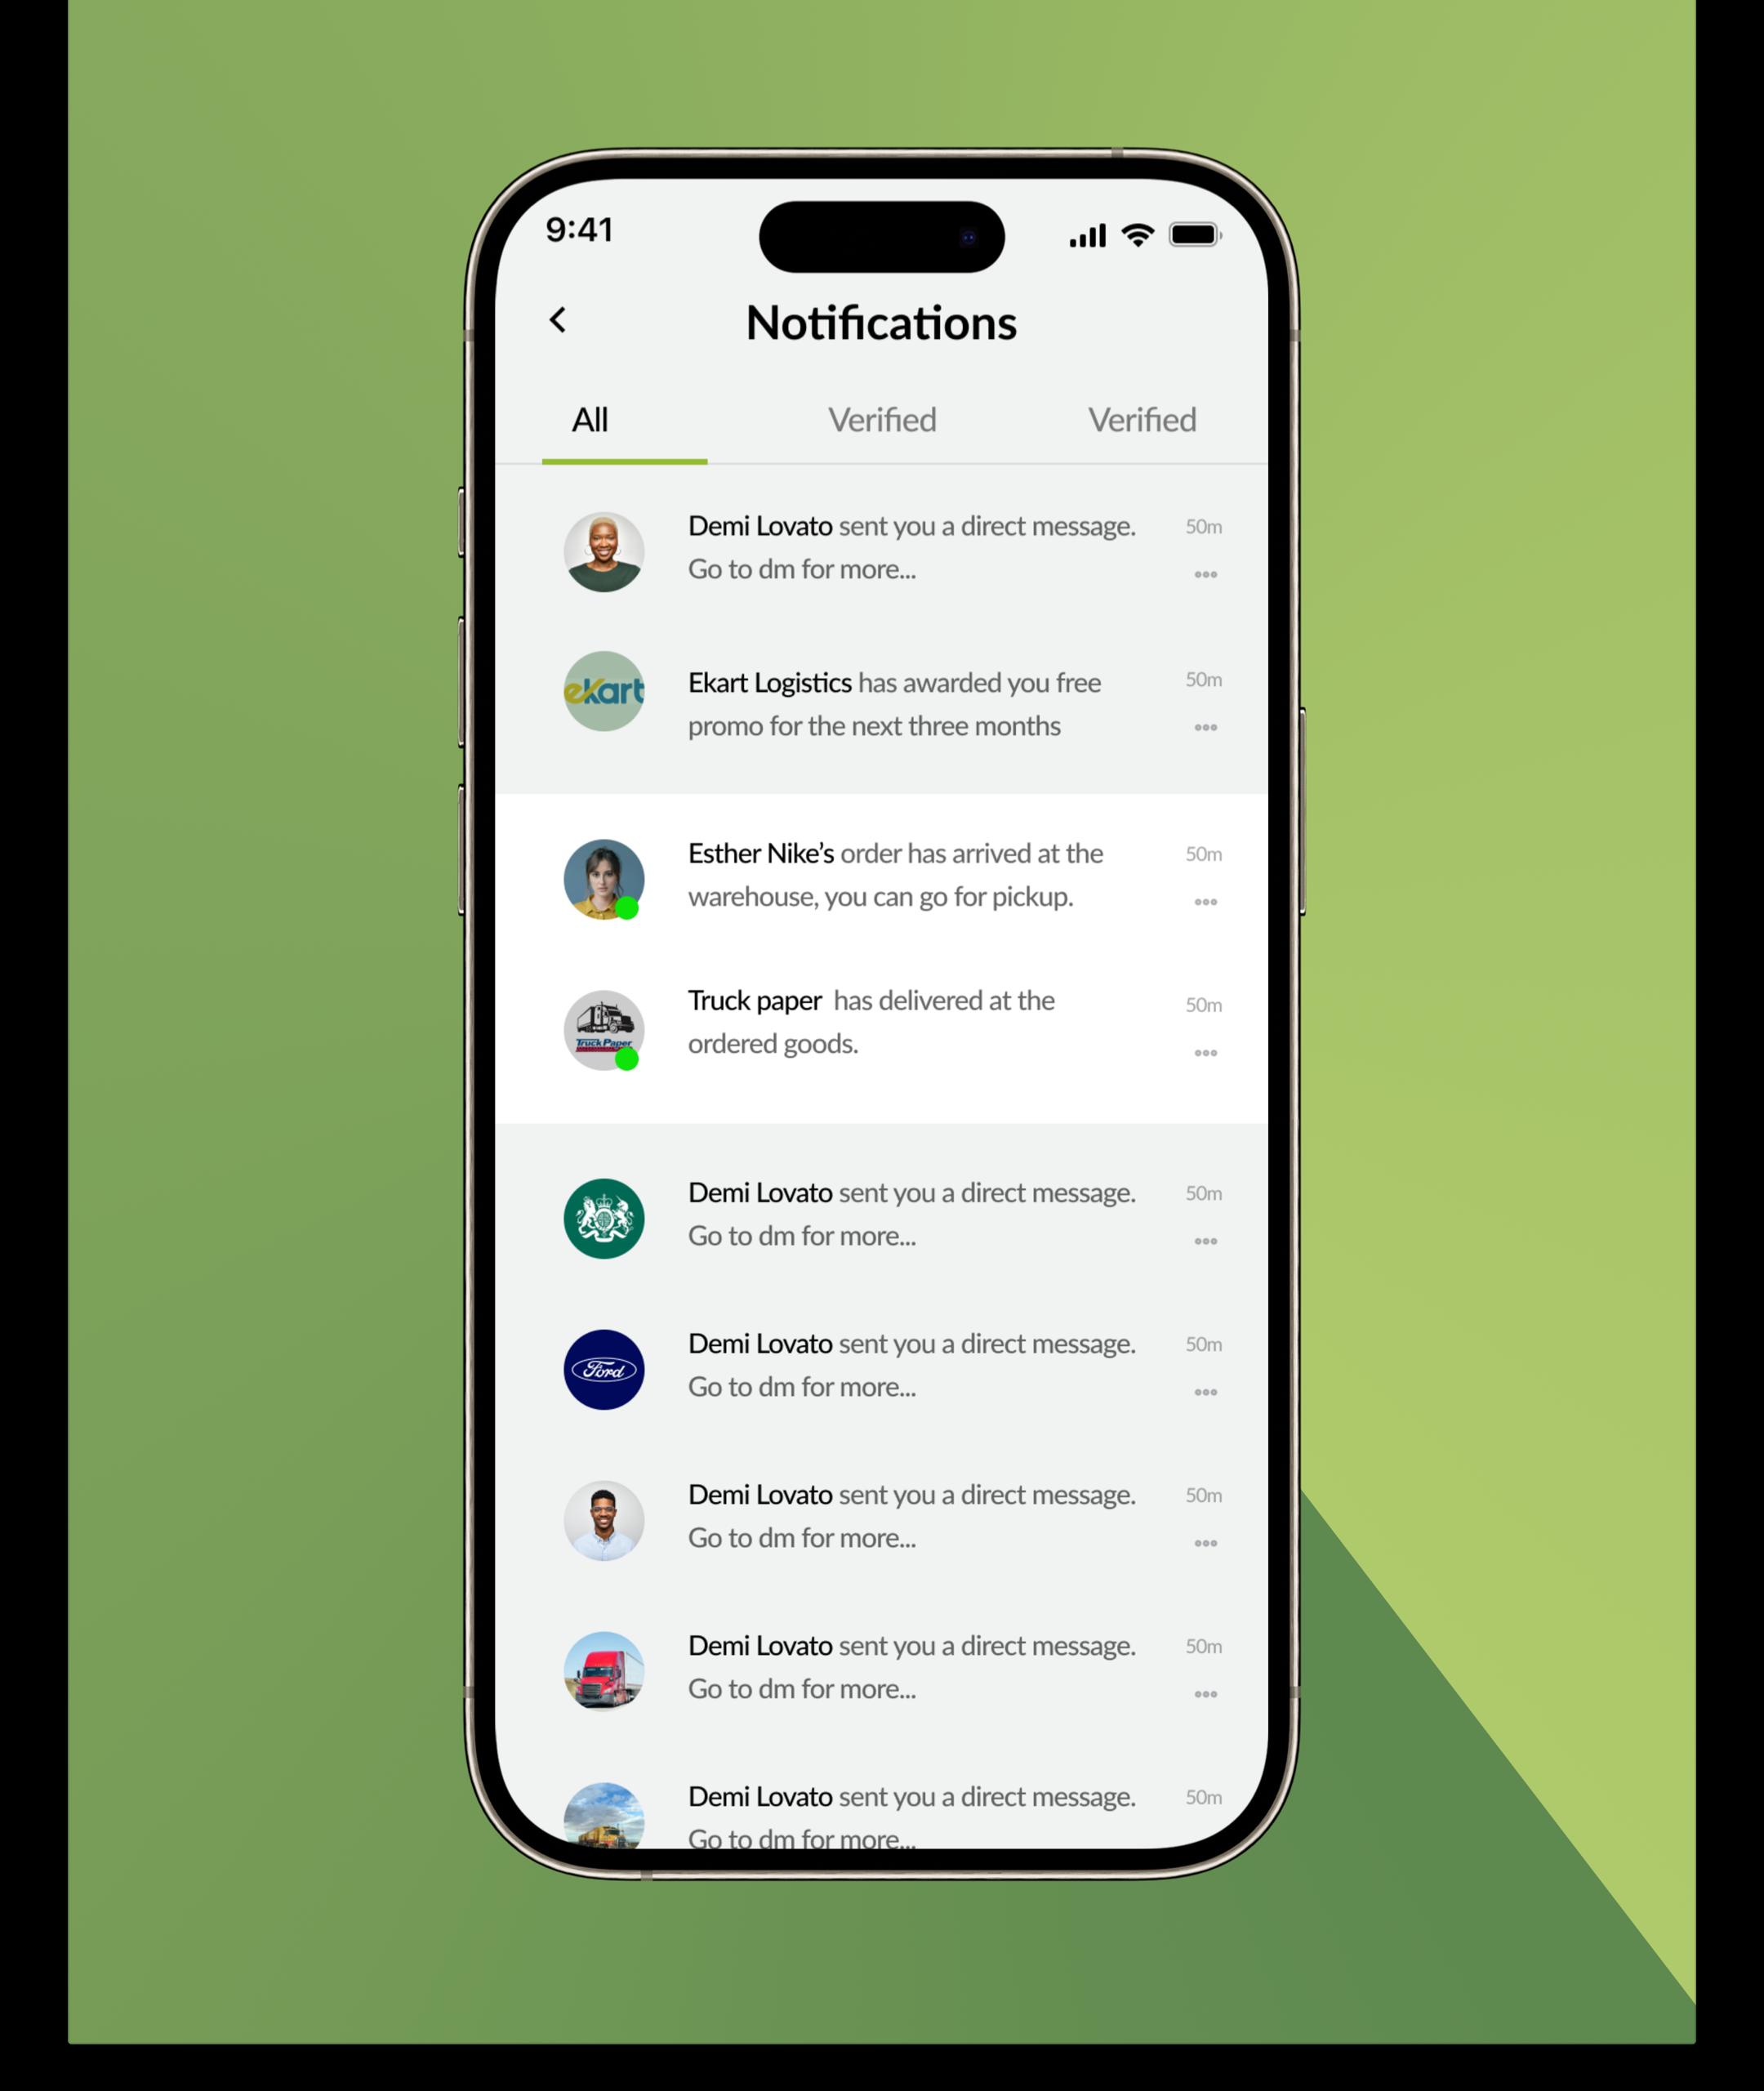 9:41
Notifications
All Verified Verified
Demi Lovato sent you a direct message. 50m
Go to dm for more...
ekart
Ekart Logistics has awarded you free 50m
promo for the next three months
Esther Nike’s order has arrived at the 50m
warehouse, you can go for pickup.
Truck paper has delivered at the 50m
ordered goods.
TruckPaper
Demi Lovato sent you a direct message. 50m
Go to dm for more...
Demi Lovato sent you a direct message. 50m
Ford
Go to dm for more...
Demi Lovato sent you a direct message. 50m
Go to dm for more...
Demi Lovato sent you a direct message. 50m
Go to dm for more...
Demi Lovato sent you a direct message. 50m
Go to dm for more...